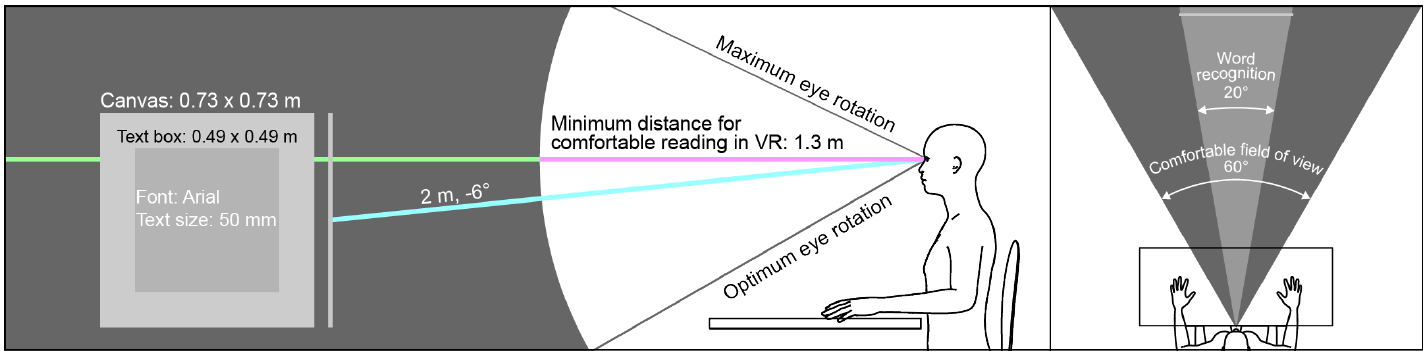 Canvas: 0.73 x 0.73 m
Text box: 0.49 x 0.49 m
Font: Arial
Text size: 50 mm
2 m, -6°
Minimum distance for
comfortable reading in VR: 1.3 m
Maximum eye rotation
Optimum eye rotation
Word
recognition
20°
Comfortable field of view
60°